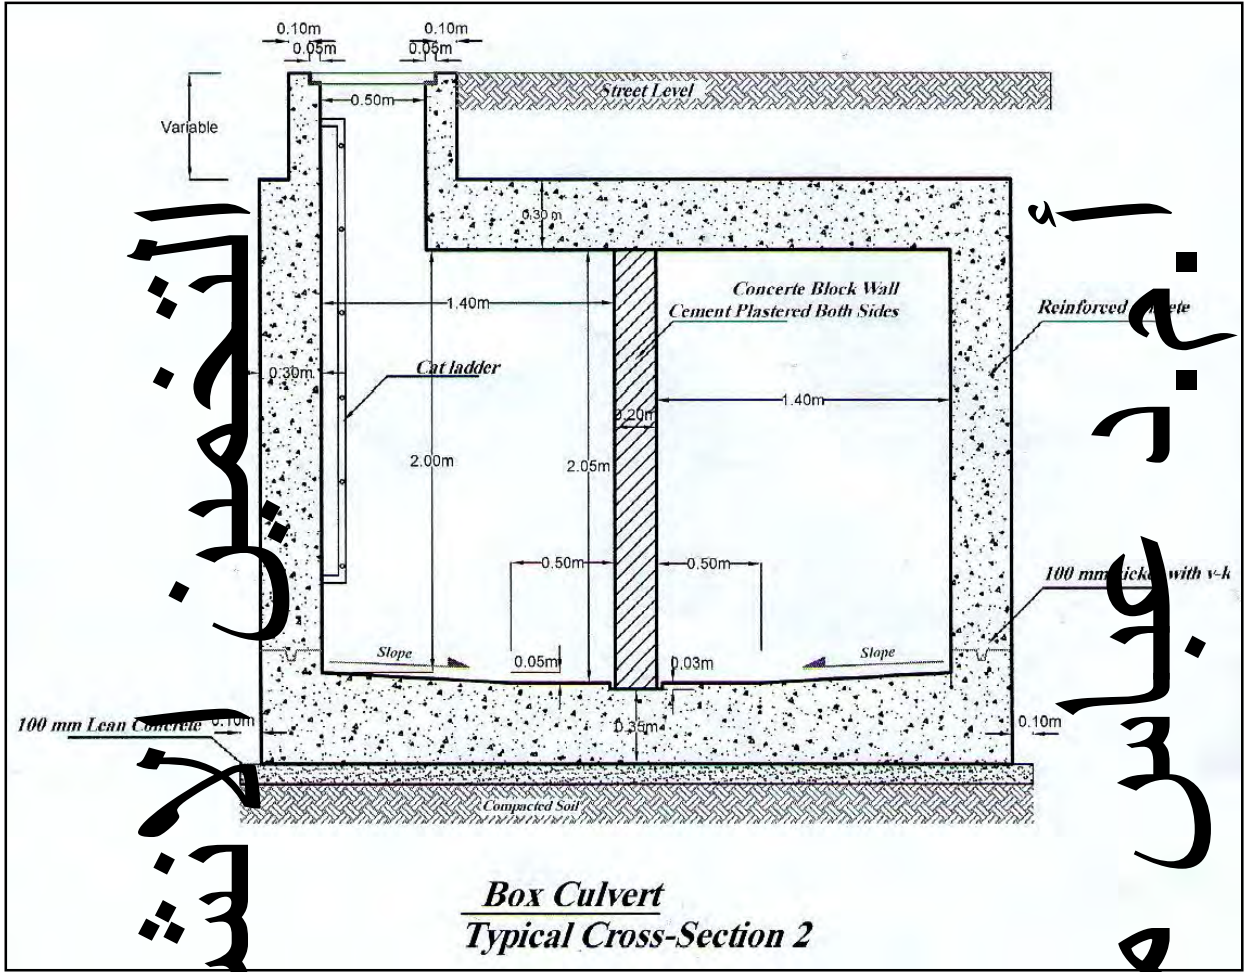 0.10m
0.10m
0.05m
0.05m
0.50m
Street Level
Variable
0.30 m
Concerte Block Wall
Cement Plastered Both Sides
1.40m
Reinforced
Cat ladder
0.30m
1.40m
0.20m
2.00m
2.05m
0.50m
0.50m
100 mm with v-k
Slope
Slope
0.05m
0.03m
100 mm Lean Concrete
0.10m
0.35m
0.10m
Compacted Soil
Box Culvert
Typical Cross-Section 2